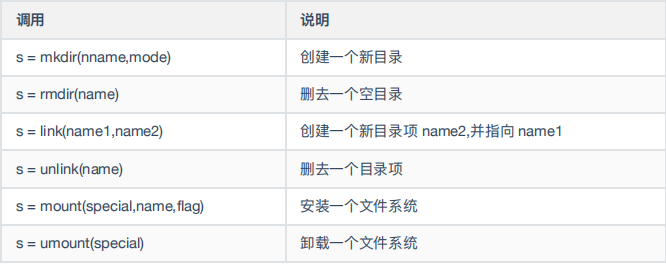 调用 说明
s = mkdir(nname,mode) 创建一个新目录
s = rmdir(name) 删去一个空目录
s = link(name1,name2) 创建一个新目录项 name2,并指向 name1
s = unlink(name) 删去一个目录项
s = mount(special,name,flag) 安装一个文件系统
s = umount(special) 卸载一个文件系统